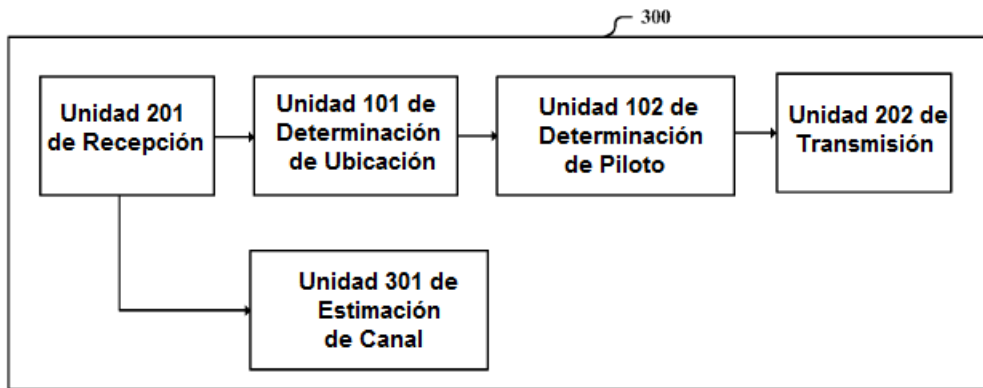 300
Unidad 201
de Recepción
Unidad 101 de
Determinación
de Ubicación
Unidad 102 de
Determinación
de Piloto
Unidad 202 de
Transmisión
Unidad 301 de
Estimación
de Canal